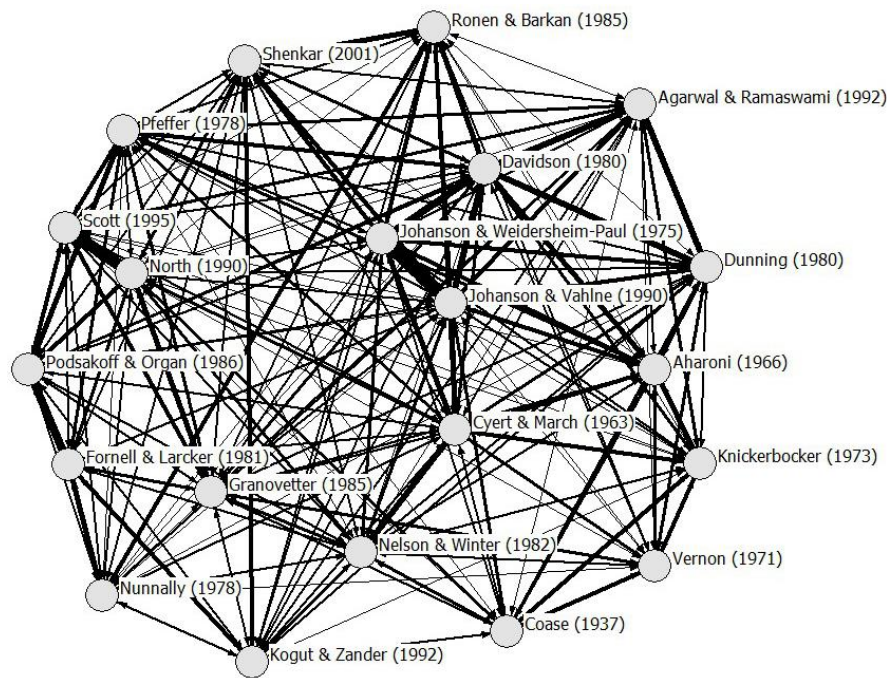 Ronen & Barkan (1985)
Shenkar (2001)
Agarwal & Ramaswami (1992)
Pfeffer (1978)
Davidson (1980)
Scott (1995)
Johanson & Weidersheim-Paul (1975)
North (1990)
Dunning (1980)
Johanson & Vahlne (1990)
Podsakoff & Organ (1986)
Aharoni (1966)
Cyert & March (1963)
Fornell & Larcker (1981)
Knickerbocker (1973)
Granovetter (1985)
Nelson & Winter (1982)
Vernon (1971)
Nunnally (1978)
Coase (1937)
Kogut & Zander (1992)